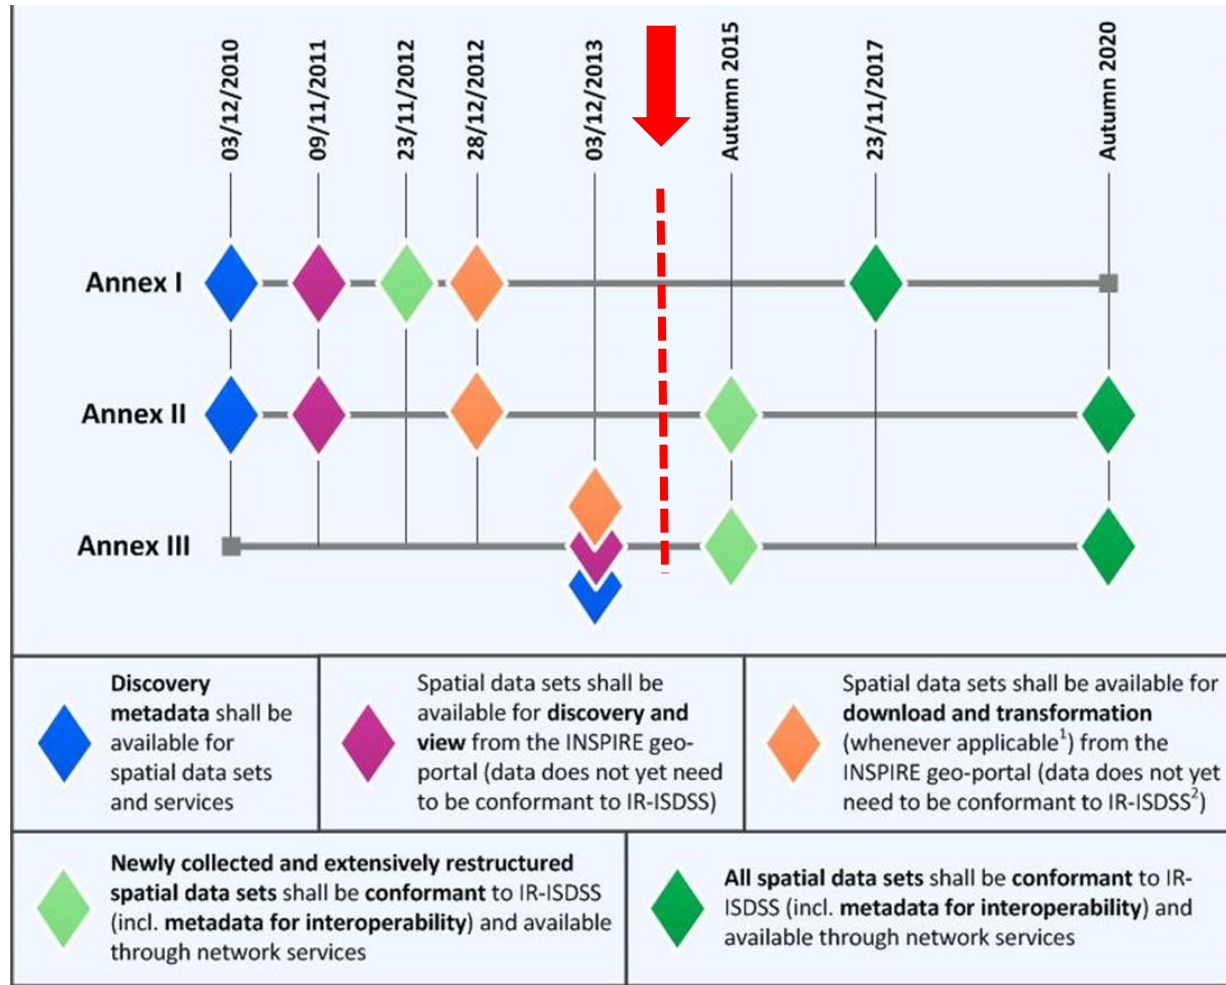 03/12/2010
09/11/2011
23/11/2012
28/12/2012
03/12/2013
Autumn 2015
23/11/2017
Autumn 2020
Annex I
Annex II
Annex III
Discovery
metadata shall be
available for
spatial data sets
and services
Spatial data sets shall be
available for discovery and
view from the INSPIRE geo-
portal (data does not yet need
to be conformant to IR-ISDSS)
Spatial data sets shall be available for
download and transformation
(whenever applicable¹) from the
INSPIRE geo-portal (data does not yet
need to be conformant to IR-ISDSS²)
Newly collected and extensively restructured
spatial data sets shall be conformant to IR-ISDSS
(incl. metadata for interoperability) and available
through network services
All spatial data sets shall be conformant to IR-
ISDSS (incl. metadata for interoperability) and
available through network services